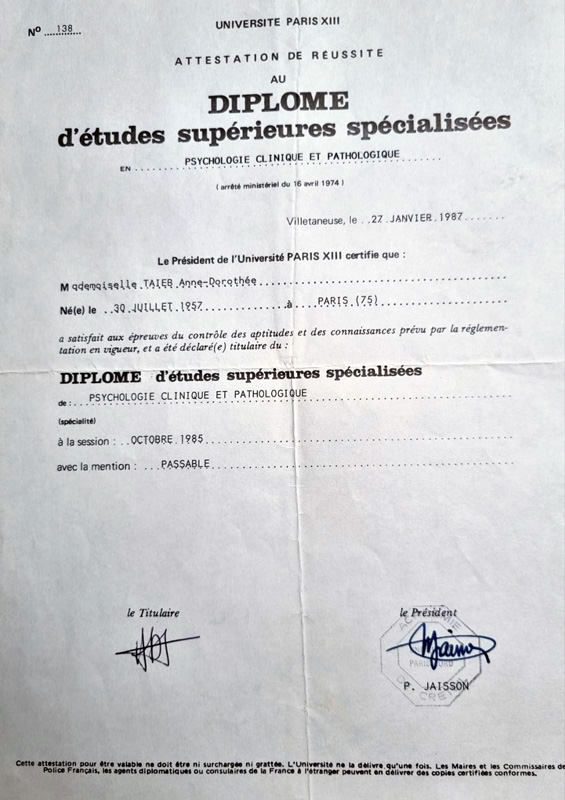 UNIVERSITE PARIS XIII
No ..138..
ATTESTATION DE RÉUSSITE
AU
DIPLOME
d'études supérieures spécialisées
EN ........ PSYCHOLOGIE CLINIQUE ET PATHOLOGIQUE .......
( arrêté ministériel du 16 avril 1974 )
Villetaneuse, le ..27 JANVIER 1987.......
Le Président de l'Université PARIS XIII certifie que :
Mademoiselle TAIEB Anne-Dorothée
Né(e) le ..30 JUILLET 1957.............à.....PARIS (75)
a satisfait aux épreuves du contrôle des aptitudes et des connaissances prévu par la réglemen-
tation en vigueur, et a été déclaré(e) titulaire du :
DIPLOME d'études supérieures spécialisées
de : .. PSYCHOLOGIE CLINIQUE ET PATHOLOGIQUE
(spécialité)
à la session : ..OCTOBRE 1985
avec la mention : ...PASSABLE
le Titulaire
le Président
P. JAISSON
Cette attestation pour être valable ne doit être ni surchargée ni grattée. L'Université ne la délivre qu'une fois. Les Maires et les Commissaires de
Police Français, les agents diplomatiques ou consulaires de la France à l'étranger peuvent en délivrer des copies certifiées conformes.